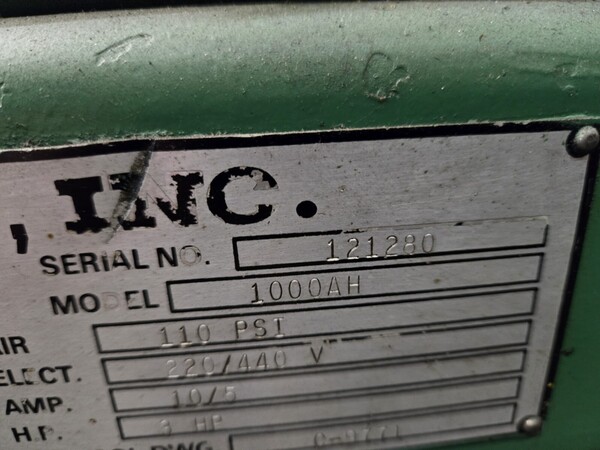 , INC.
SERIAL NO. 121280
MODEL 1000AH
AIR 110 PSI
ELECT. 220/440 V
AMP. 10/5
H.P. 3 HP